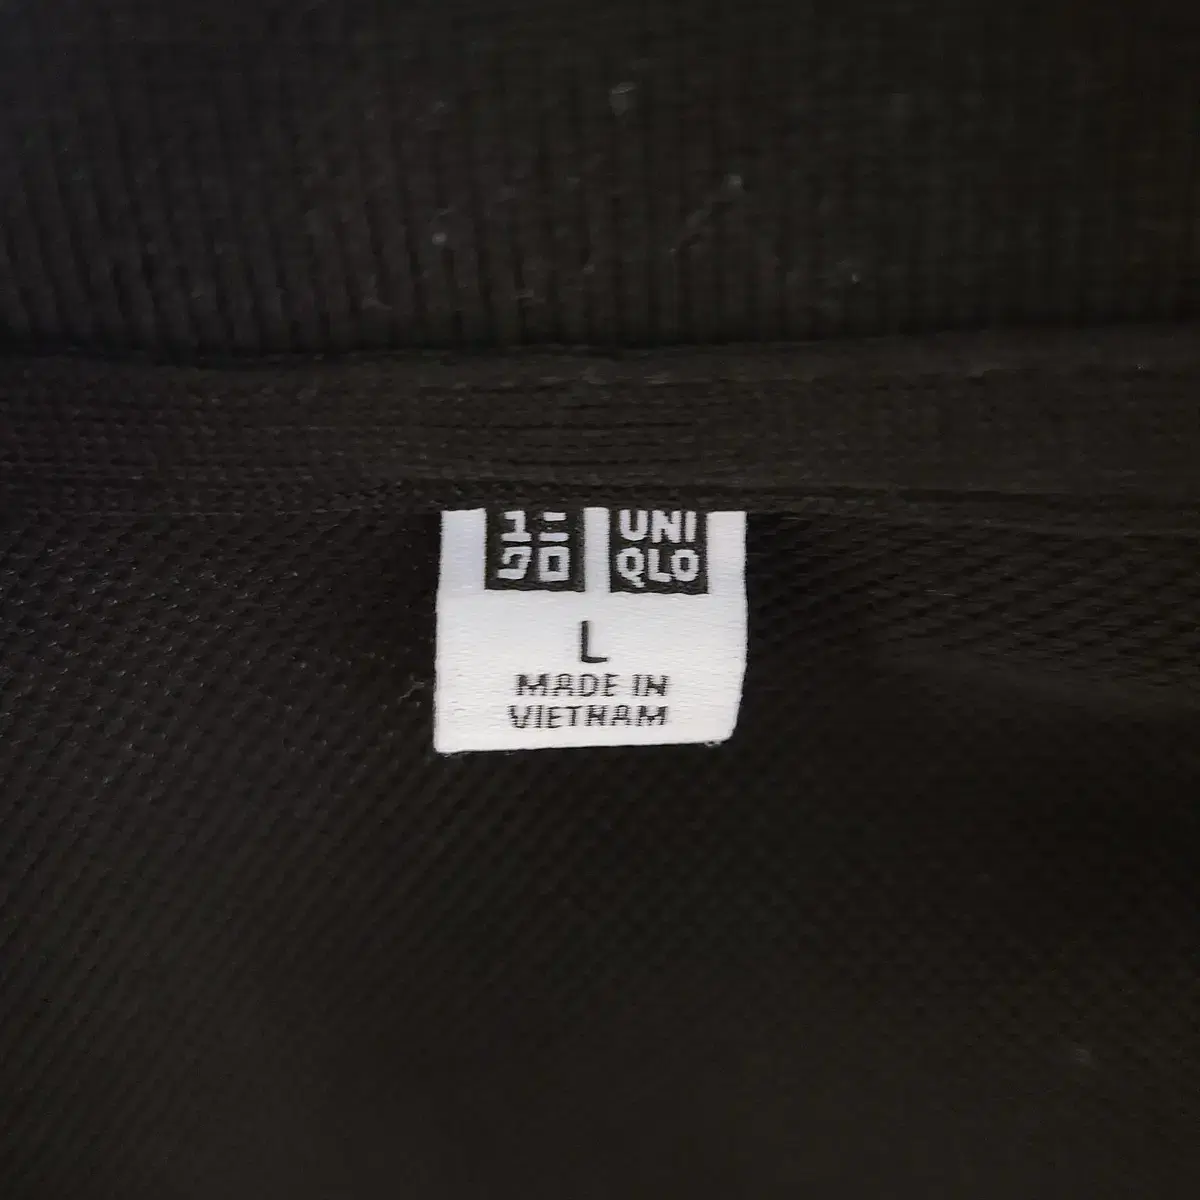 ユニ UNI
クロ QLO
L
MADE IN
VIETNAM